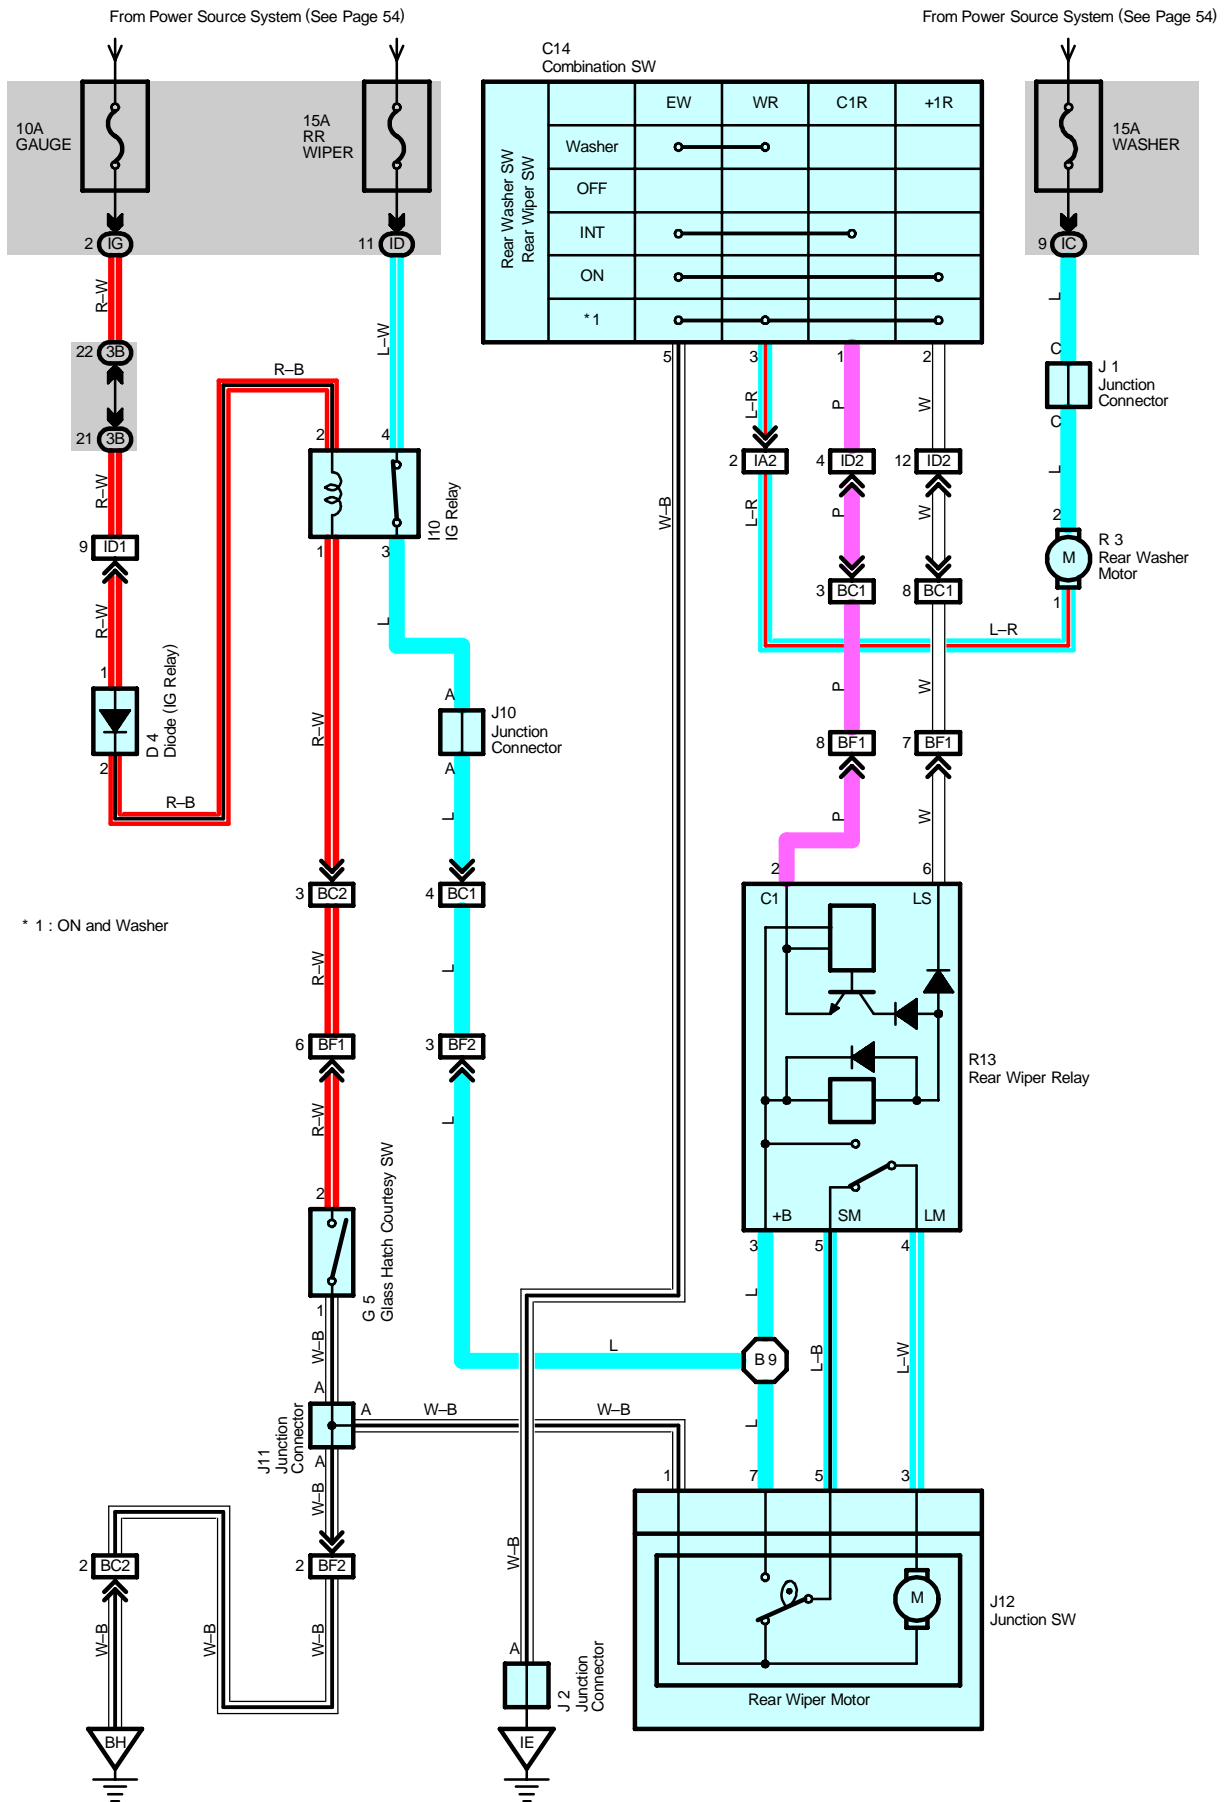 From Power Source System (See Page 54)
From Power Source System (See Page 54)
C14
Combination SW
10A
GAUGE
15A
RR
WIPER
15A
WASHER
Rear Washer SW
Rear Wiper SW
EW WR C1R +1R
Washer
OFF
INT
ON
* 1
2 IG
11 ID
9 IC
R–W
L–W
L
22 3B
21 3B
R–B
5 3 1 2
C
J 1
Junction
Connector
C
2 4
L–R P W
L
R–W
2 IA2
4 ID2
12 ID2
W–B
L–R P W
I10
IG Relay
9 ID1
1 3
2
M
R 3
Rear Washer
Motor
1
3 BC1
8 BC1
R–W
L
L–R
1
D 4
Diode (IG Relay)
2
R–W
A
J10
Junction
Connector
A
P W
8 BF1
7 BF1
R–B
L
P W
2 6
3 BC2
4 BC1
C1 LS
* 1 : ON and Washer
R–W
L
6 BF1
3 BF2
R13
Rear Wiper Relay
R–W
L
2
G 5
Glass Hatch Courtesy SW
1
+B SM LM
3 5 4
L
W–B
L
B 9
L–B
L–W
A
J11
Junction
Connector
A
W–B
W–B
A
L
W–B
1 7 5 3
2 BC2
2 BF2
W–B
W–B
W–B
W–B
M
J12
Junction SW
A
J 2
Junction
Connector
Rear Wiper Motor
BH
IE